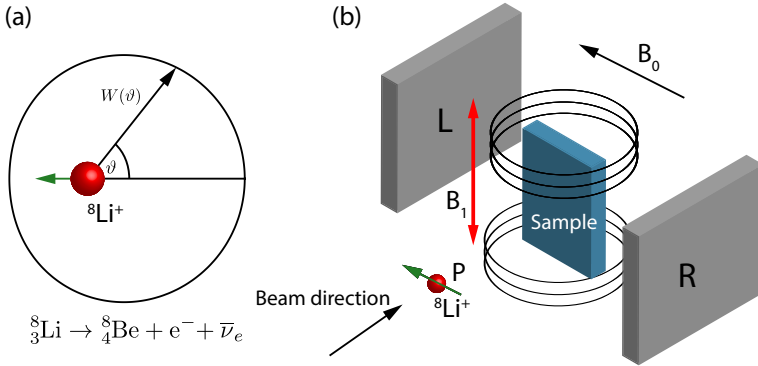 (a)
W(ϑ)
ϑ
⁸Li⁺
⁸₃Li → ⁸₄Be + e⁻ + ν̅ₑ
(b)
B₀
L
B₁
Sample
P
⁸Li⁺
R
Beam direction